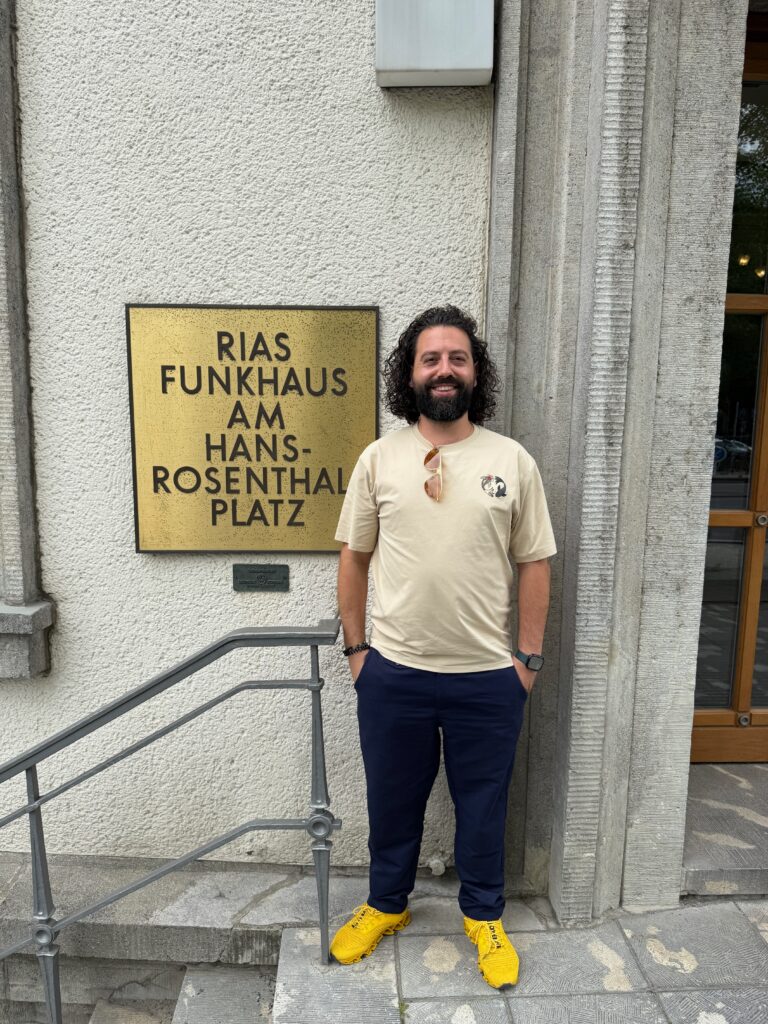 RIAS
FUNKHAUS
AM
HANS-
ROSENTHAL
PLATZ